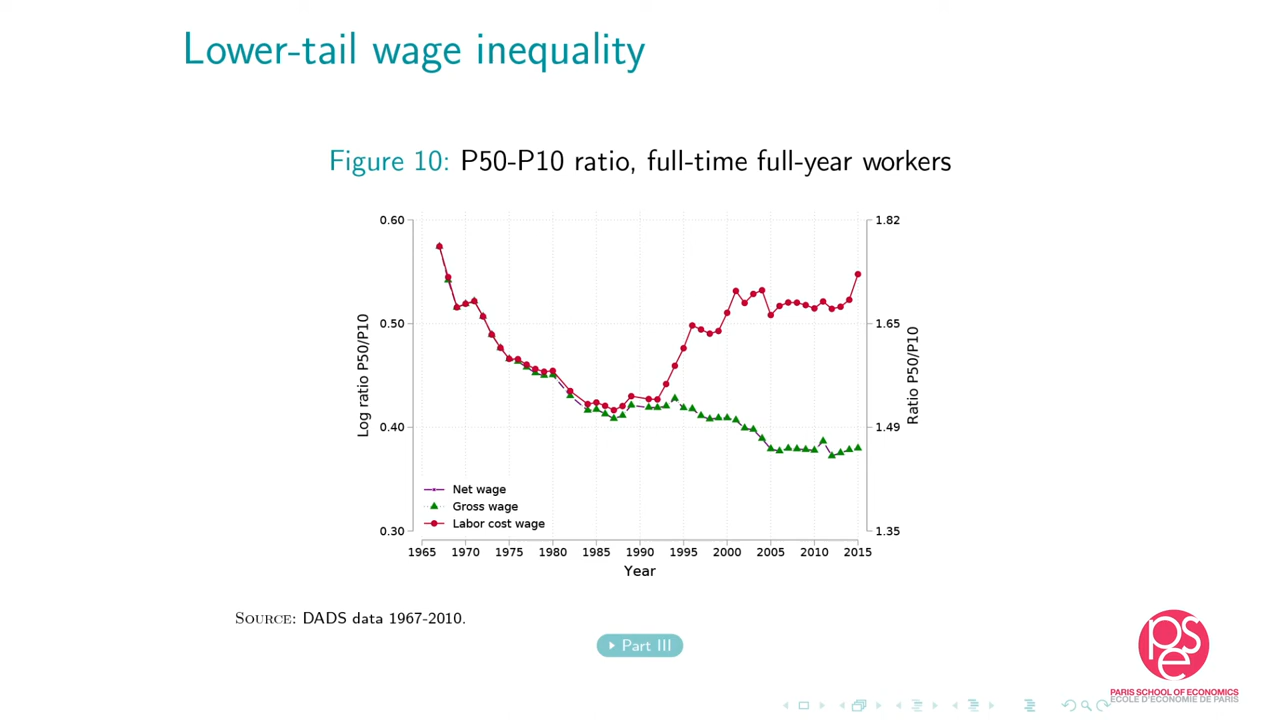 Lower-tail wage inequality
Figure 10: P50-P10 ratio, full-time full-year workers
0.60
0.50
0.40
0.30
Log ratio P50/P10
1.82
1.65
1.49
1.35
Ratio P50/P10
Net wage
Gross wage
Labor cost wage
1965 1970 1975 1980 1985 1990 1995 2000 2005 2010 2015
Year
Source: DADS data 1967-2010.
Part III
pse
PARIS SCHOOL OF ECONOMICS
ECOLE D'ECONOMIE DE PARIS